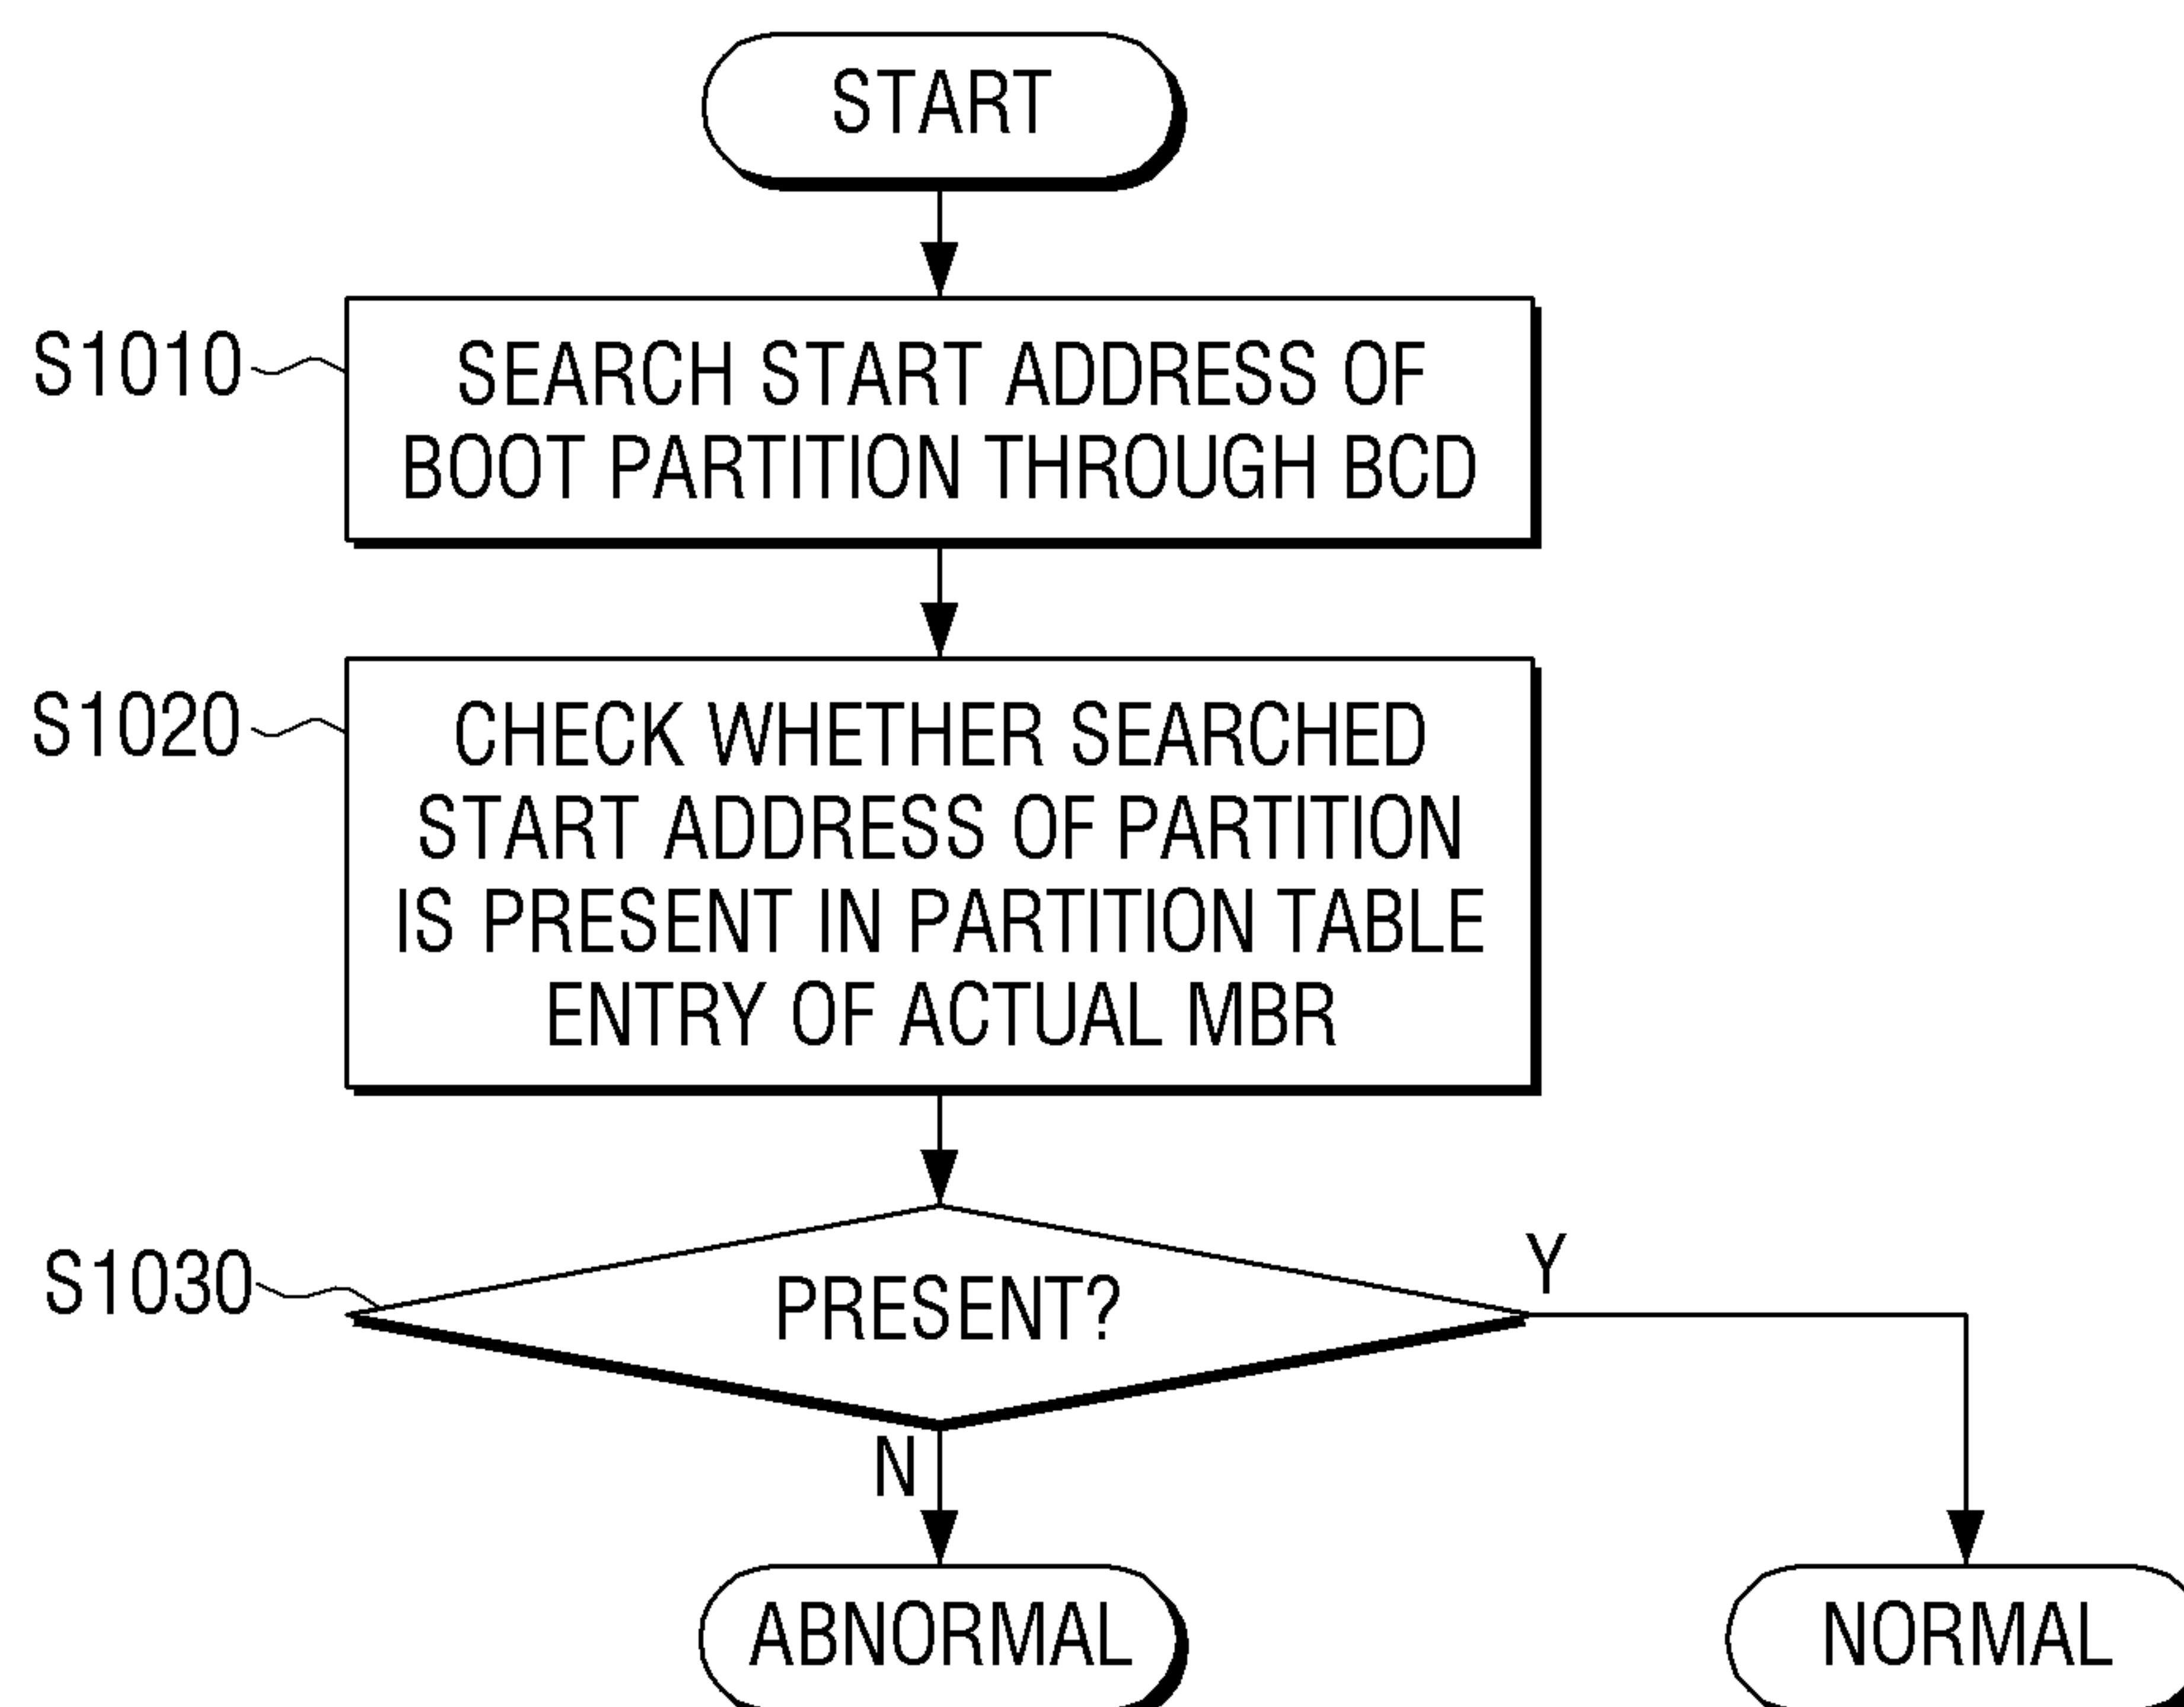 START
S1010
SEARCH START ADDRESS OF
BOOT PARTITION THROUGH BCD
S1020
CHECK WHETHER SEARCHED
START ADDRESS OF PARTITION
IS PRESENT IN PARTITION TABLE
ENTRY OF ACTUAL MBR
S1030
PRESENT?
Y
N
ABNORMAL
NORMAL